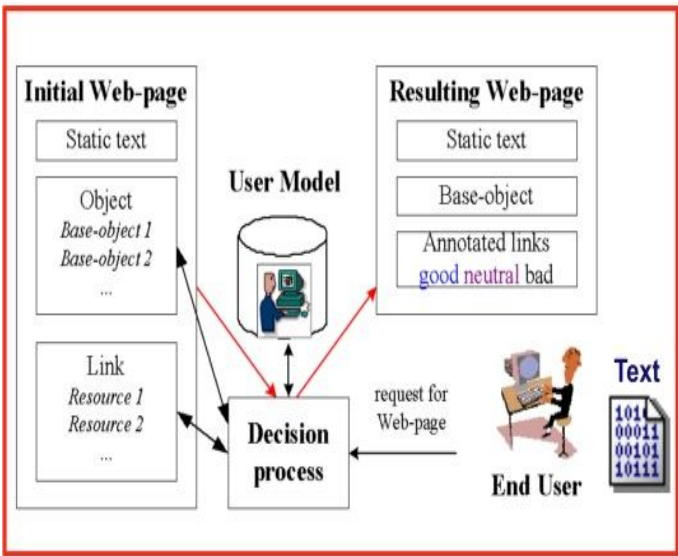 Initial Web-page
Static text
Object
Base-object 1
Base-object 2
...
Link
Resource 1
Resource 2
...
User Model
Decision
process
Resulting Web-page
Static text
Base-object
Annotated links
good neutral bad
request for
Web-page
End User
Text
1010
00011
00101
10111